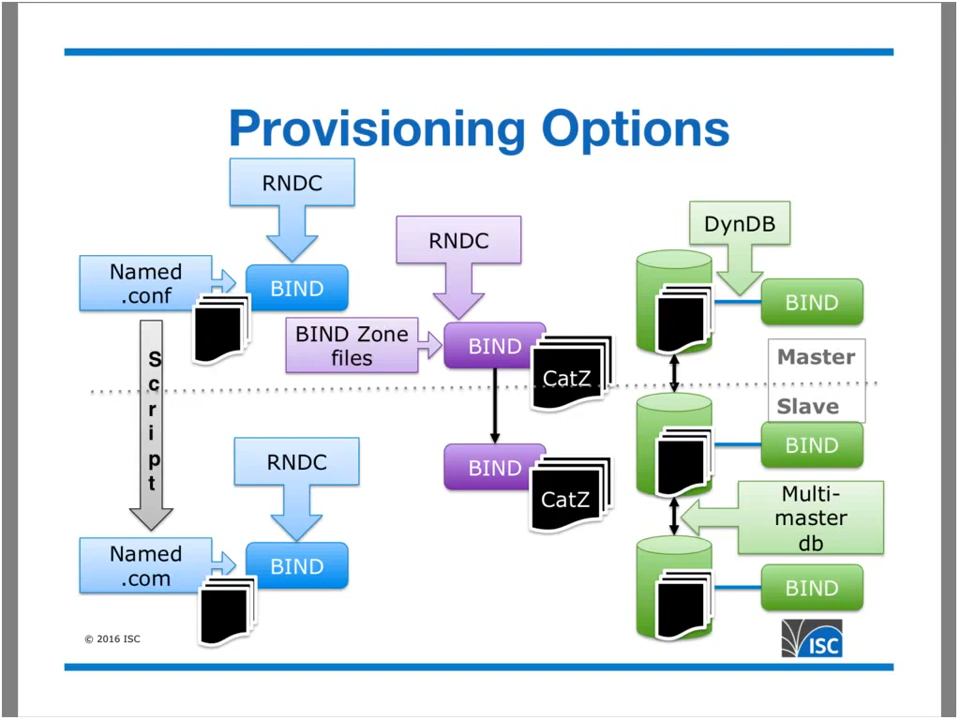 Provisioning Options
RNDC
Named
.conf
BIND
Script
RNDC
Named
.com
BIND
RNDC
BIND Zone
files
BIND
CatZ
BIND
CatZ
DynDB
BIND
Master
Slave
BIND
Multi-
master
db
BIND
© 2016 ISC
ISC